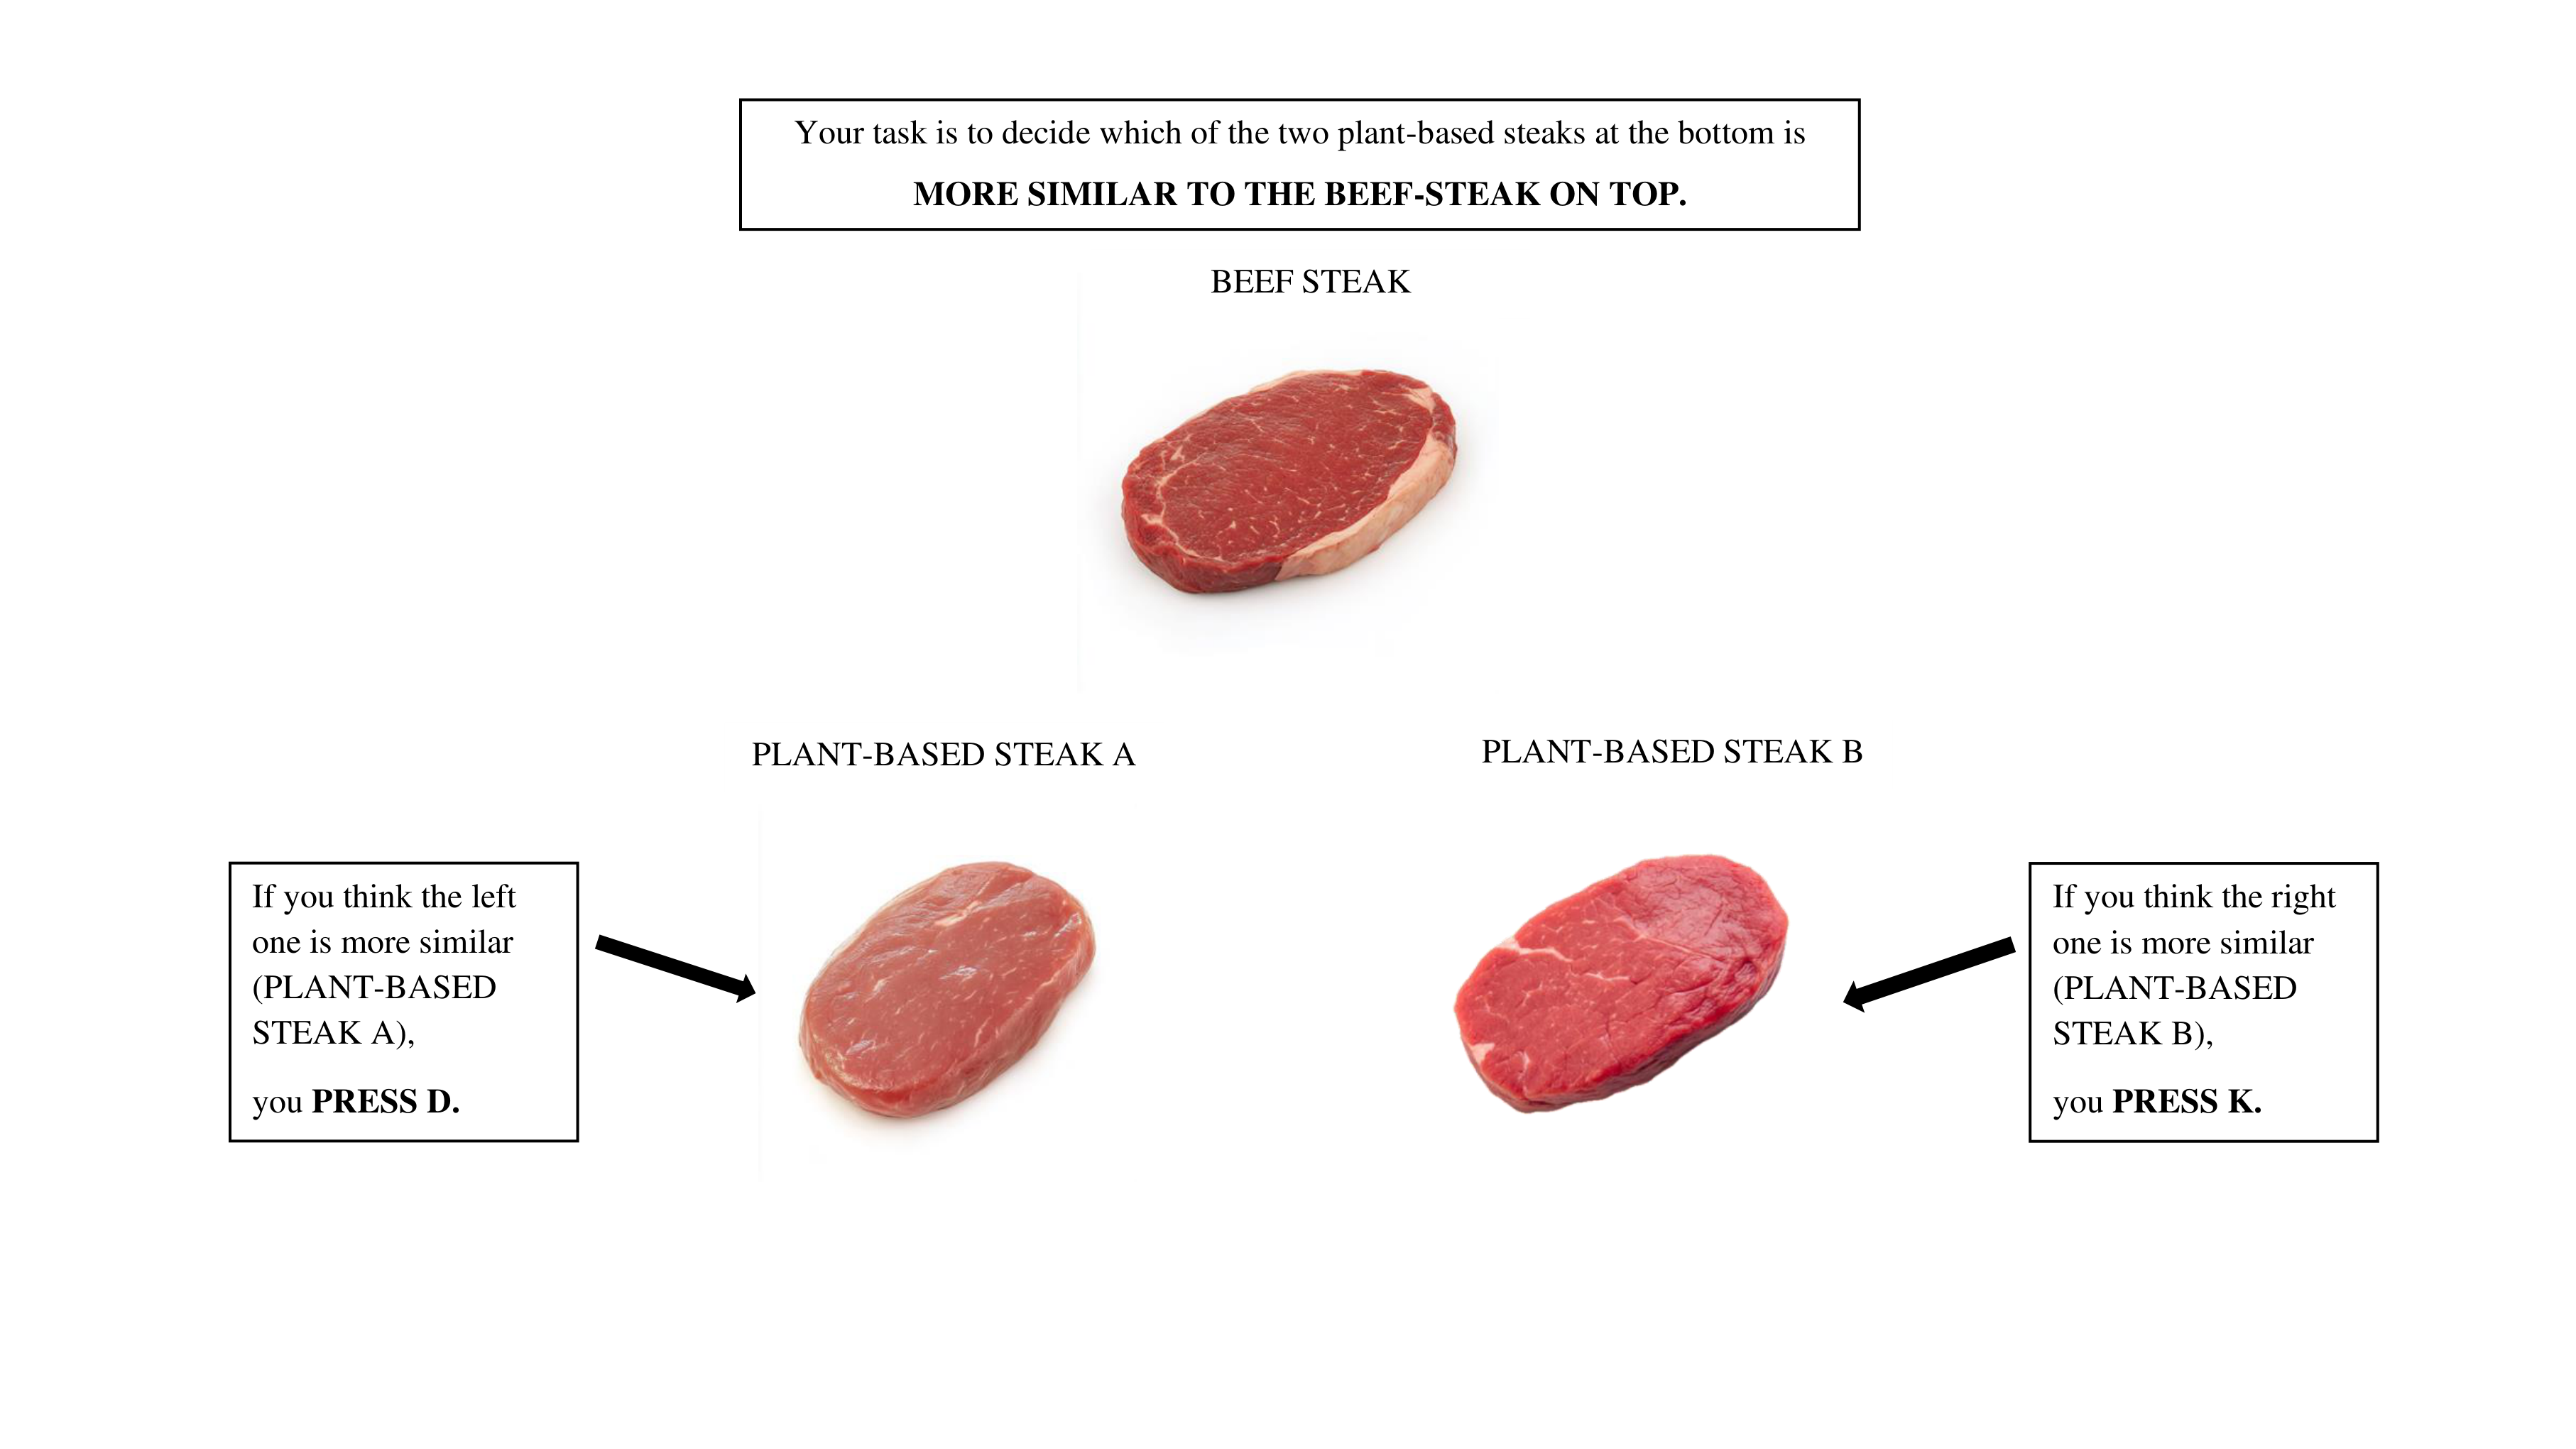 Your task is to decide which of the two plant-based steaks at the bottom is
MORE SIMILAR TO THE BEEF-STEAK ON TOP.
BEEF STEAK
PLANT-BASED STEAK A
PLANT-BASED STEAK B
If you think the left
one is more similar
(PLANT-BASED
STEAK A),
you PRESS D.
If you think the right
one is more similar
(PLANT-BASED
STEAK B),
you PRESS K.